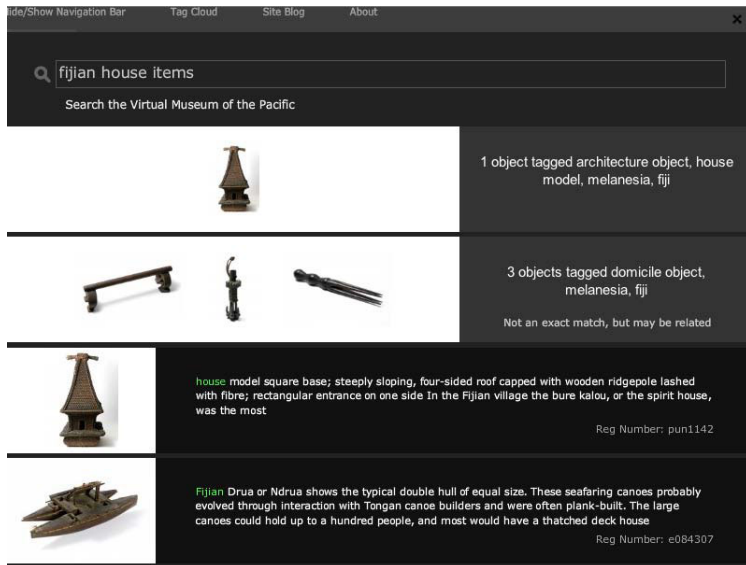 lide/Show Navigation Bar Tag Cloud Site Blog About
fijian house items
Search the Virtual Museum of the Pacific
1 object tagged architecture object, house
model, melanesia, fiji
3 objects tagged domicile object,
melanesia, fiji
Not an exact match, but may be related
house model square base; steeply sloping, four-sided roof capped with wooden ridgepole lashed
with fibre; rectangular entrance on one side In the Fijian village the bure kalou, or the spirit house,
was the most
Reg Number: pun1142
Fijian Drua or Ndrua shows the typical double hull of equal size. These seafaring canoes probably
evolved through interaction with Tongan canoe builders and were often plank-built. The large
canoes could hold up to a hundred people, and most would have a thatched deck house
Reg Number: e084307